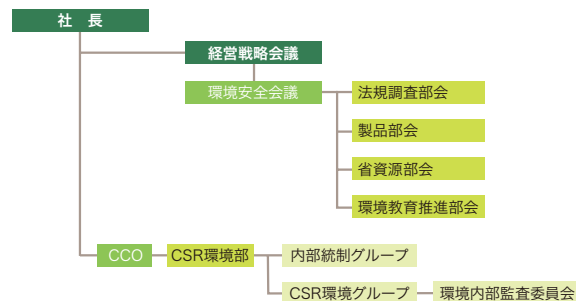 社　長
経営戦略会議
環境安全会議
法規調査部会
製品部会
省資源部会
環境教育推進部会
CCO
CSR環境部
内部統制グループ
CSR環境グループ
環境内部監査委員会